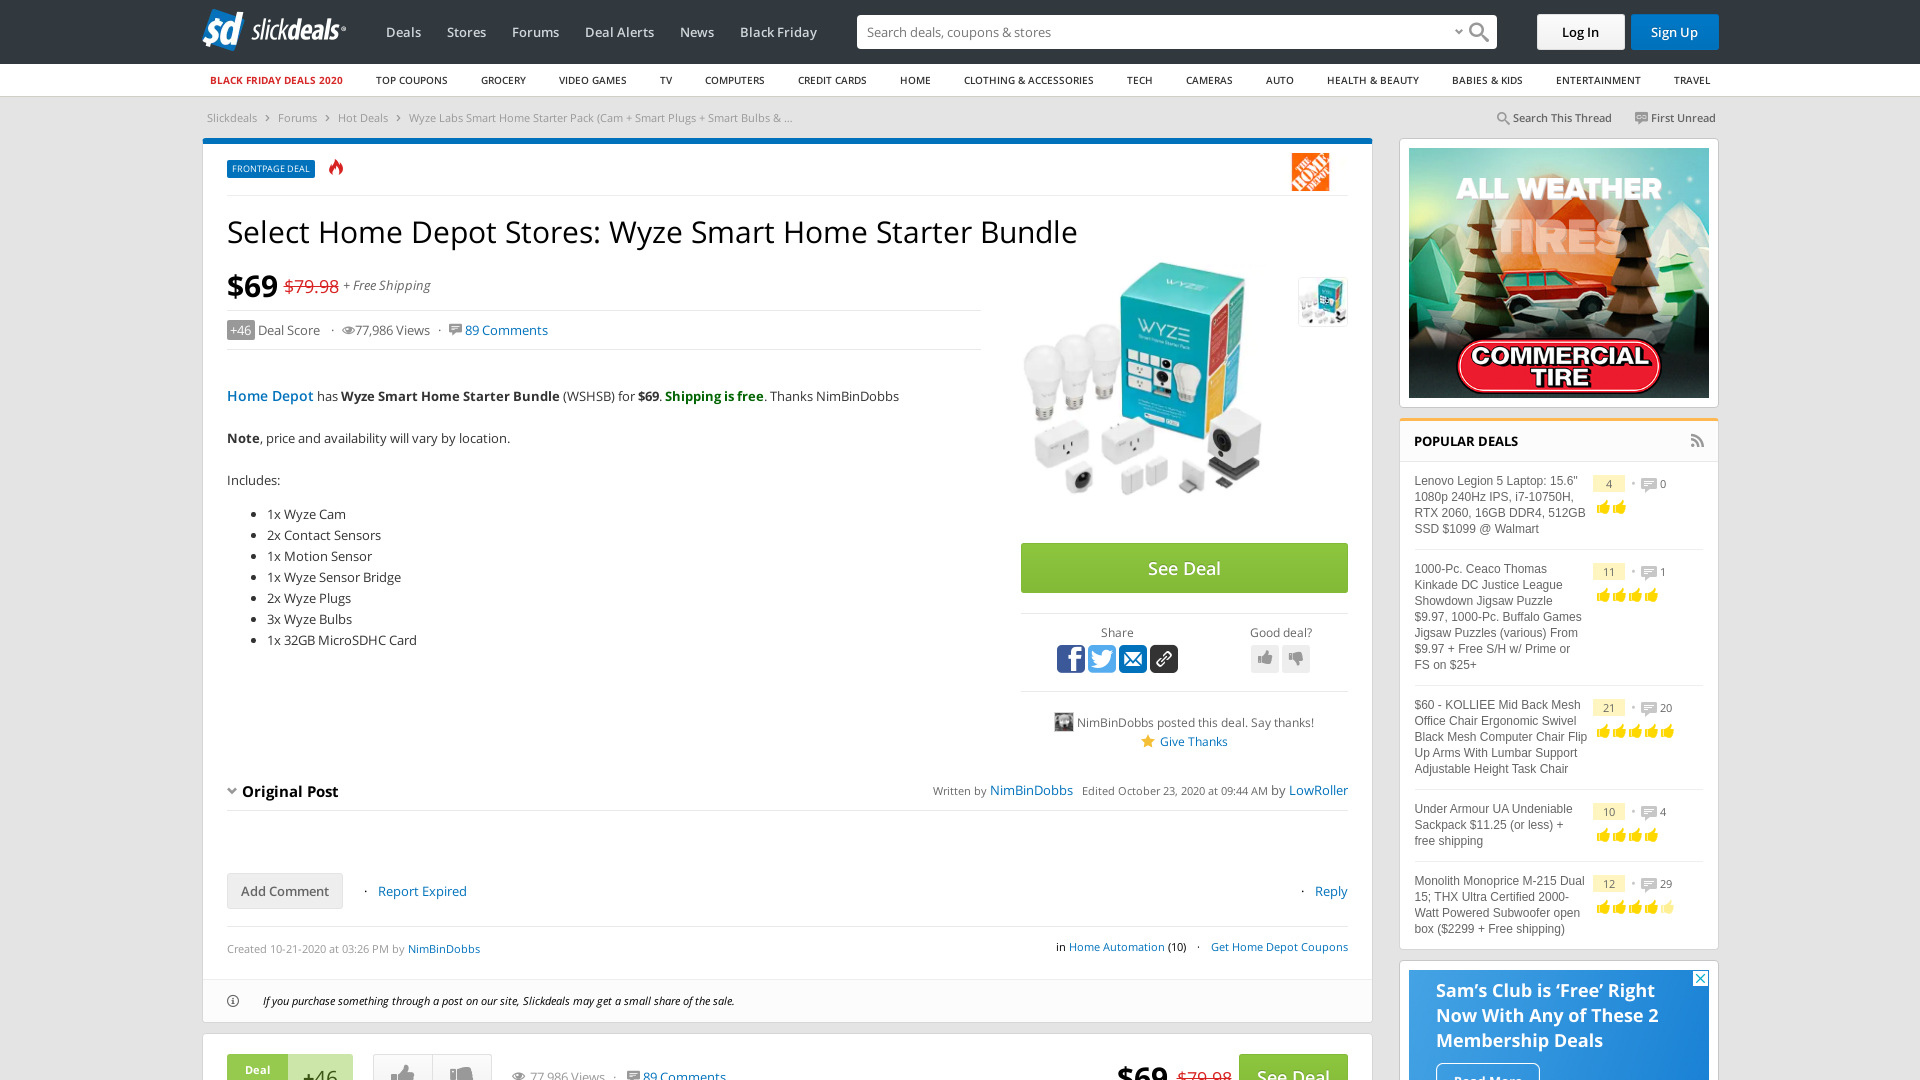 slickdeals
Deals
Stores
Forums
Deal Alerts
News
Black Friday
Search deals, coupons & stores
Log In
Sign Up
BLACK FRIDAY DEALS 2020
TOP COUPONS
GROCERY
VIDEO GAMES
TV
COMPUTERS
CREDIT CARDS
HOME
CLOTHING & ACCESSORIES
TECH
CAMERAS
AUTO
HEALTH & BEAUTY
BABIES & KIDS
ENTERTAINMENT
TRAVEL
Slickdeals › Forums › Hot Deals › Wyze Labs Smart Home Starter Pack (Cam + Smart Plugs + Smart Bulbs & ...
Search This Thread
First Unread
FRONTPAGE DEAL
THE HOME DEPOT
Select Home Depot Stores: Wyze Smart Home Starter Bundle
$69 $79.98 + Free Shipping
+46 Deal Score · 77,986 Views · 89 Comments
Home Depot has Wyze Smart Home Starter Bundle (WSHSB) for $69. Shipping is free. Thanks NimBinDobbs
Note, price and availability will vary by location.
Includes:
• 1x Wyze Cam
• 2x Contact Sensors
• 1x Motion Sensor
• 1x Wyze Sensor Bridge
• 2x Wyze Plugs
• 3x Wyze Bulbs
• 1x 32GB MicroSDHC Card
WYZE
WYZE
See Deal
Share
Good deal?
NimBinDobbs posted this deal. Say thanks!
Give Thanks
Original Post
Written by NimBinDobbs Edited October 23, 2020 at 09:44 AM by LowRoller
Add Comment · Report Expired
· Reply
Created 10-21-2020 at 03:26 PM by NimBinDobbs
in Home Automation (10) · Get Home Depot Coupons
If you purchase something through a post on our site, Slickdeals may get a small share of the sale.
Deal
+46
77,986 Views · 89 Comments
$69 $79.98
See Deal
ALL WEATHER
TIRES
COMMERCIAL
TIRE
POPULAR DEALS
Lenovo Legion 5 Laptop: 15.6"
1080p 240Hz IPS, i7-10750H,
RTX 2060, 16GB DDR4, 512GB
SSD $1099 @ Walmart
4 • 0
1000-Pc. Ceaco Thomas
Kinkade DC Justice League
Showdown Jigsaw Puzzle
$9.97, 1000-Pc. Buffalo Games
Jigsaw Puzzles (various) From
$9.97 + Free S/H w/ Prime or
FS on $25+
11 • 1
$60 - KOLLIEE Mid Back Mesh
Office Chair Ergonomic Swivel
Black Mesh Computer Chair Flip
Up Arms With Lumbar Support
Adjustable Height Task Chair
21 • 20
Under Armour UA Undeniable
Sackpack $11.25 (or less) +
free shipping
10 • 4
Monolith Monoprice M-215 Dual
15; THX Ultra Certified 2000-
Watt Powered Subwoofer open
box ($2299 + Free shipping)
12 • 29
Sam's Club is ‘Free’ Right
Now With Any of These 2
Membership Deals
Read More